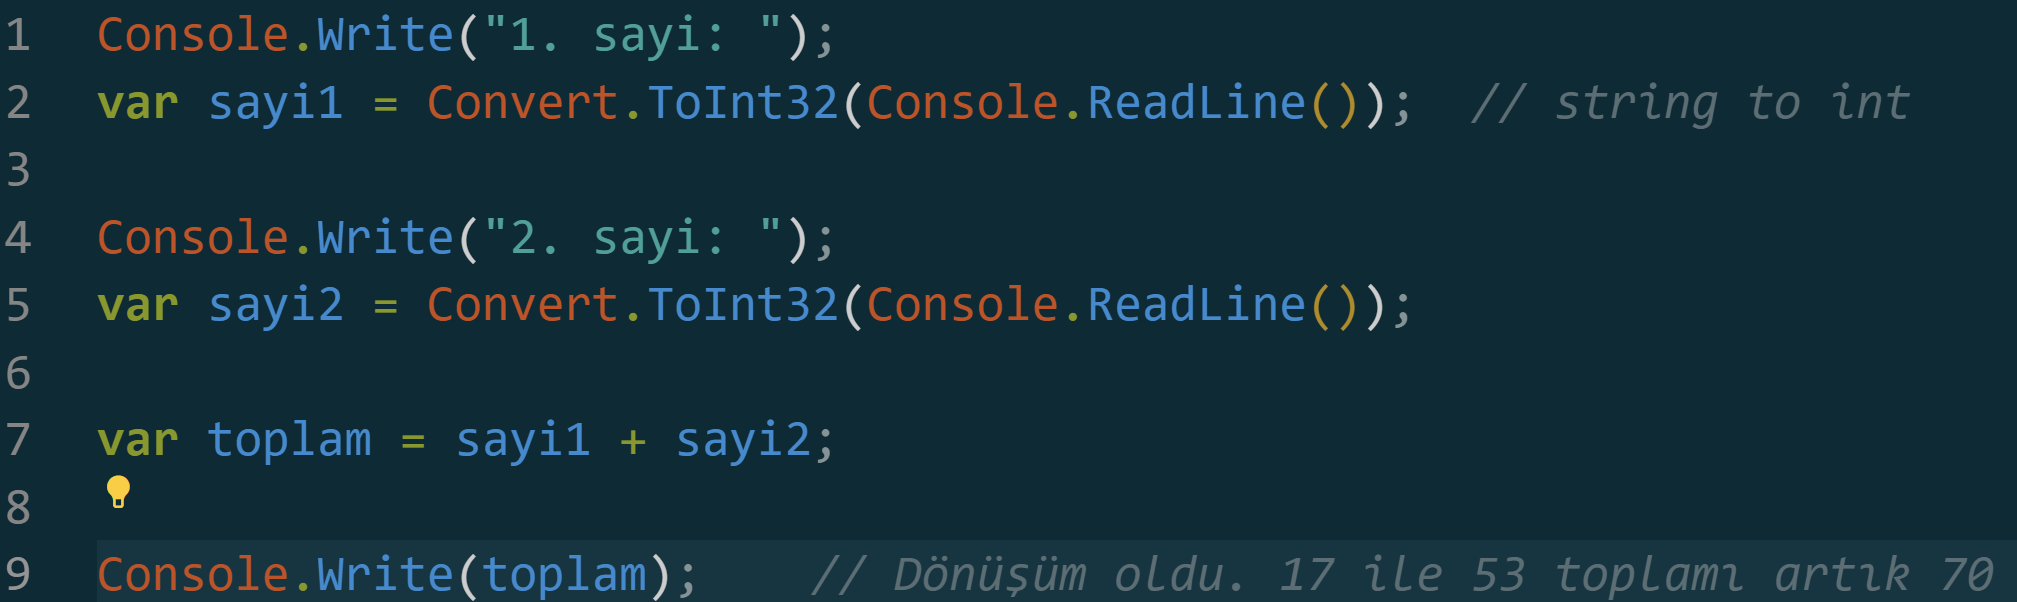 1 Console.Write("1. sayi: ");
2 var sayi1 = Convert.ToInt32(Console.ReadLine()); // string to int
3
4 Console.Write("2. sayi: ");
5 var sayi2 = Convert.ToInt32(Console.ReadLine());
6
7 var toplam = sayi1 + sayi2;
8
9 Console.Write(toplam); // Dönüşüm oldu. 17 ile 53 toplamı artık 70